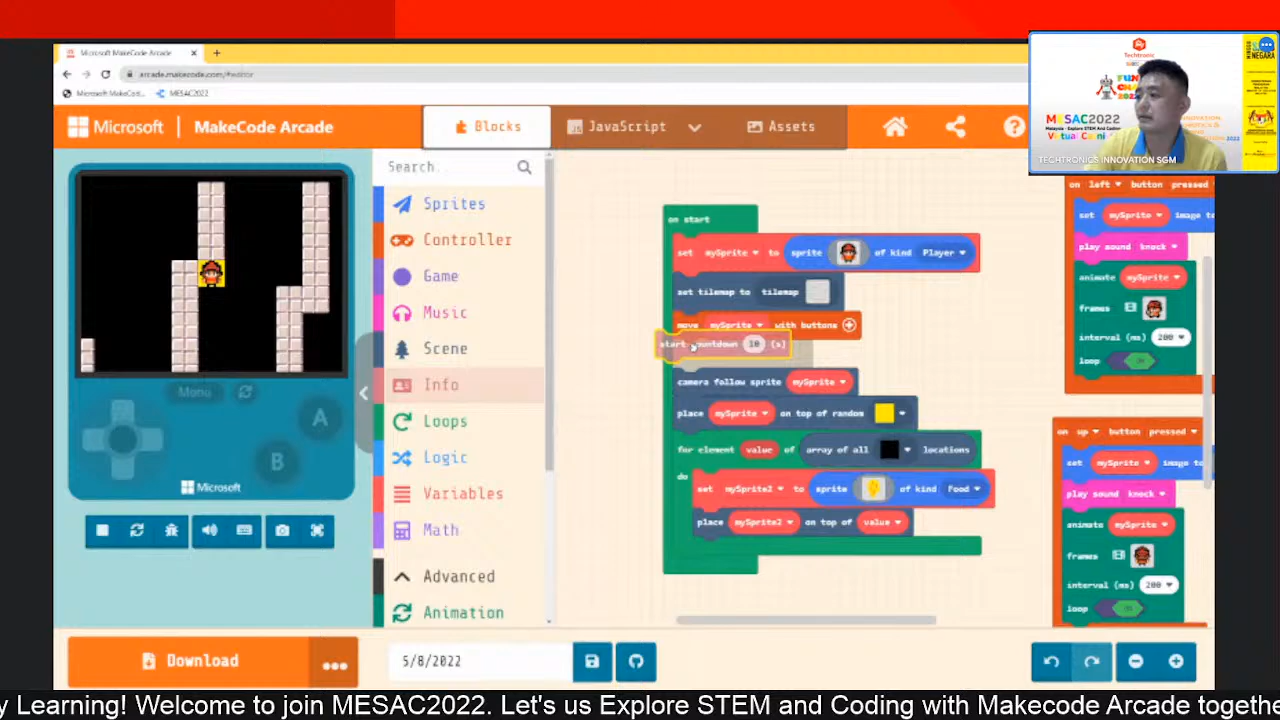 Microsoft MakeCode Arcade
arcade.makecode.com/#editor
Microsoft MakeCod...
MESAC2022
Microsoft
MakeCode Arcade
Blocks
JavaScript
Assets
Techtronic
MESAC2022
TECHTRONICS INNOVATION SGM
NEGARA
Menu
A
B
Microsoft
Search...
Sprites
Controller
Game
Music
Scene
Info
Loops
Logic
Variables
Math
Advanced
Animation
on start
set mySprite to sprite of kind Player
set tilemap to tilemap
move mySprite with buttons
start countdown 10 (s)
camera follow sprite mySprite
place mySprite on top of random
for element value of array of all locations
do
set mySprite2 to sprite of kind Food
place mySprite2 on top of value
on left button pressed
set mySprite image to
play sound knock
animate mySprite
frames
interval (ms) 200
loop
on up button pressed
set mySprite image to
play sound knock
animate mySprite
frames
interval (ms) 200
loop
Download
5/8/2022
y Learning! Welcome to join MESAC2022. Let's us Explore STEM and Coding with Makecode Arcade togethe